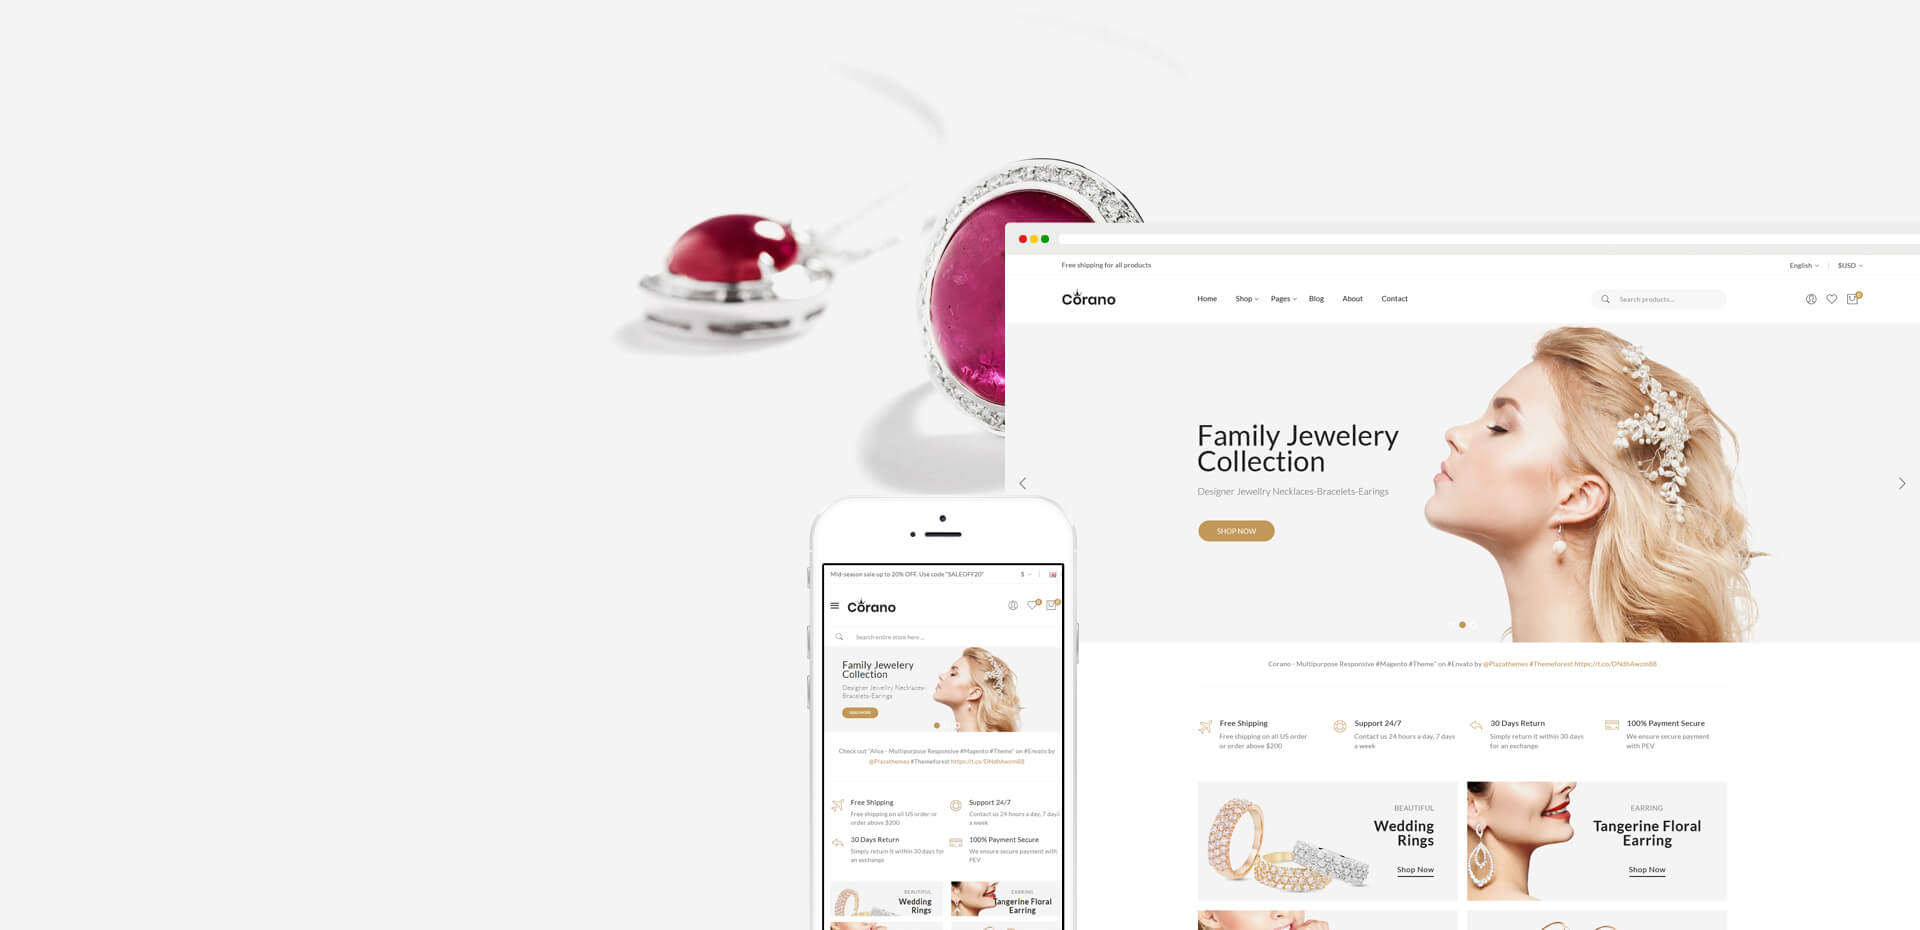 Free shipping for all products
English
$USD
Corano
Home
Shop
Pages
Blog
About
Contact
Search products...
0
Family Jewelery
Collection
Designer Jewellry Necklaces-Bracelets-Earings
SHOP NOW
Corano - Multipurpose Responsive #Magento #Theme" on #Envato by @Plazathemes #Themeforest https://t.co/DNdhAwzm88
Free Shipping
Free shipping on all US order
or order above $200
Support 24/7
Contact us 24 hours a day, 7 days
a week
30 Days Return
Simply return it within 30 days
for an exchange
100% Payment Secure
We ensure secure payment
with PEV
BEAUTIFUL
Wedding
Rings
Shop Now
EARRING
Tangerine Floral
Earring
Shop Now
Mid-season sale up to 20% OFF. Use code "SALEOFF20"
$
Corano
0
0
Search entire store here ...
Family Jewelery
Collection
Designer Jewellry Necklaces-
Bracelets-Earings
Check out "Alice - Multipurpose Responsive #Magento #Theme" on #Envato by
@Plazathemes #Themeforest https://t.co/DNdhAwzm88
Free Shipping
Free shipping on all US order or
order above $200
Support 24/7
Contact us 24 hours a day, 7 days
a week
30 Days Return
Simply return it within 30 days for
an exchange
100% Payment Secure
We ensure secure payment with
PEV
BEAUTIFUL
Wedding
Rings
EARRING
Tangerine Floral
Earring